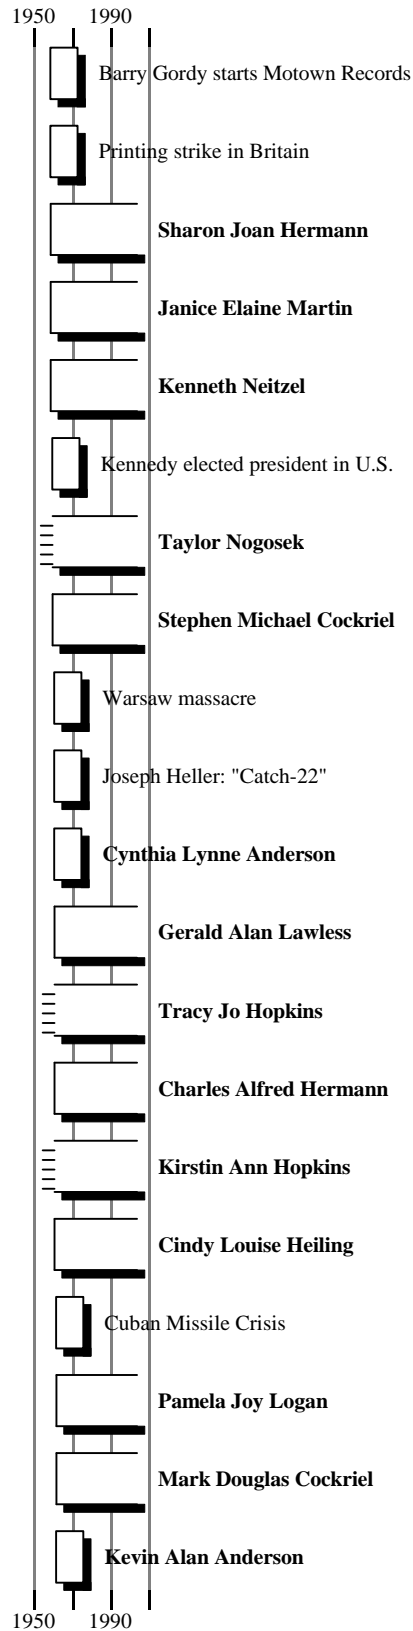 1950 1990
Barry Gordy starts Motown Records
Printing strike in Britain
Sharon Joan Hermann
Janice Elaine Martin
Kenneth Neitzel
Kennedy elected president in U.S.
Taylor Nogosek
Stephen Michael Cockriel
Warsaw massacre
Joseph Heller: "Catch-22"
Cynthia Lynne Anderson
Gerald Alan Lawless
Tracy Jo Hopkins
Charles Alfred Hermann
Kirstin Ann Hopkins
Cindy Louise Heiling
Cuban Missile Crisis
Pamela Joy Logan
Mark Douglas Cockriel
Kevin Alan Anderson
1950 1990